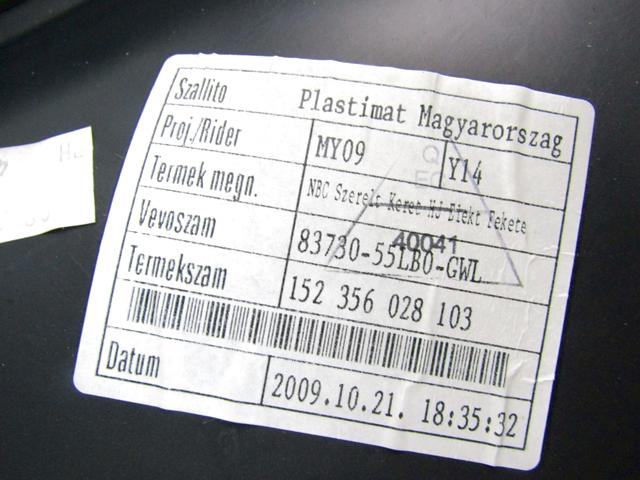 Szallito Plastimat Magyarorszag
Proj./Rider MY09 Y14
Termek megn. NBC Szerelt Keret HJ Efekt Fekete
Vevoszam 83730-55LB0-GWL
40041
Termekszam 152 356 028 103
Datum 2009.10.21. 18:35:32